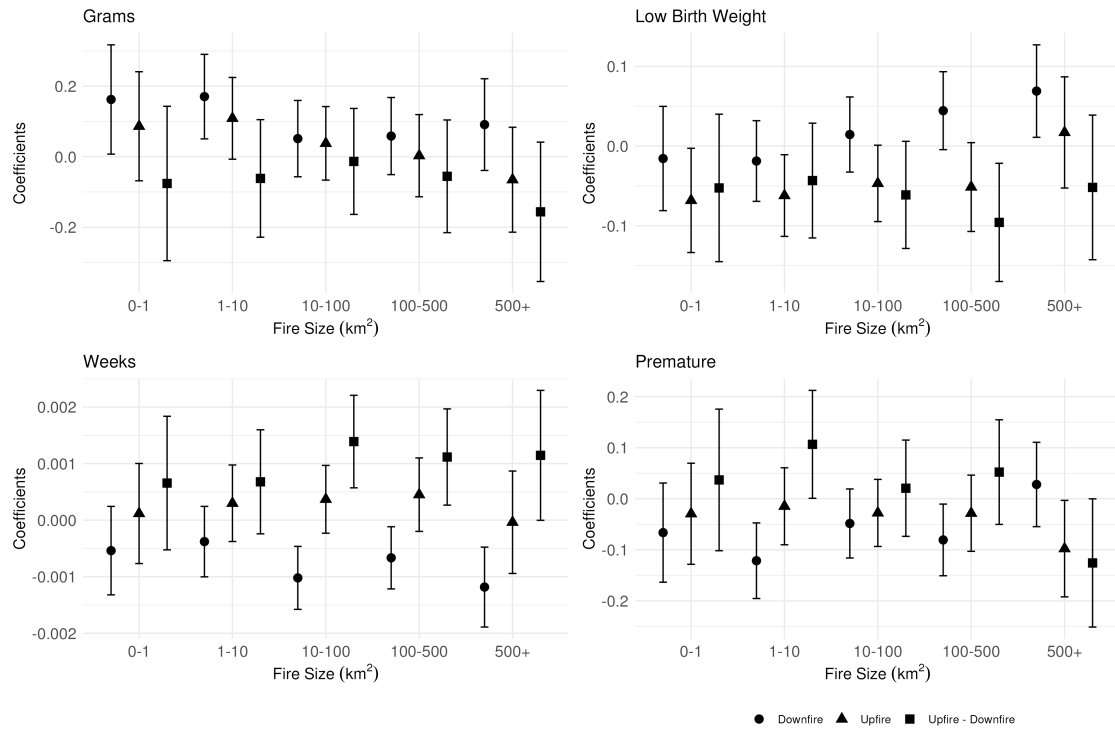 Grams
Coefficients
0.2
0.0
-0.2
0-1 1-10 10-100 100-500 500+
Fire Size (km²)
Low Birth Weight
Coefficients
0.1
0.0
-0.1
0-1 1-10 10-100 100-500 500+
Fire Size (km²)
Weeks
Coefficients
0.002
0.001
0.000
-0.001
-0.002
0-1 1-10 10-100 100-500 500+
Fire Size (km²)
Premature
Coefficients
0.2
0.1
0.0
-0.1
-0.2
0-1 1-10 10-100 100-500 500+
Fire Size (km²)
Downfire Upfire Upfire - Downfire